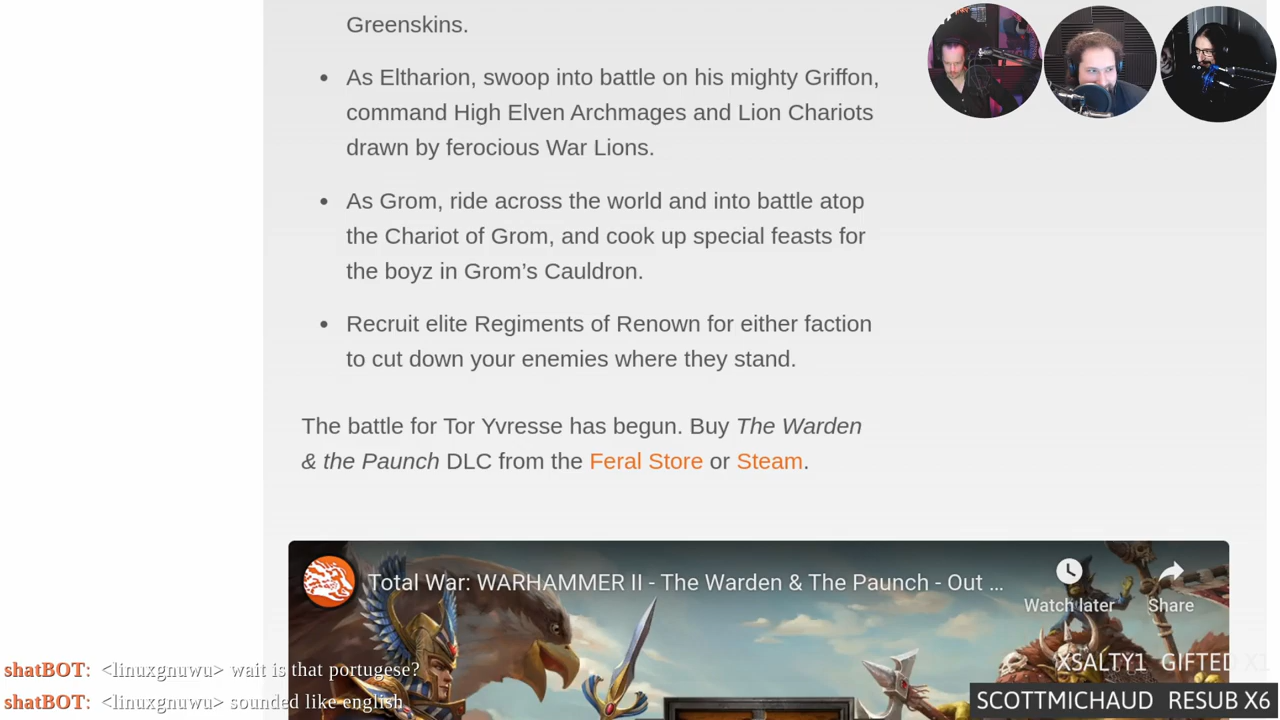 Greenskins.
• As Eltharion, swoop into battle on his mighty Griffon,
command High Elven Archmages and Lion Chariots
drawn by ferocious War Lions.
• As Grom, ride across the world and into battle atop
the Chariot of Grom, and cook up special feasts for
the boyz in Grom’s Cauldron.
• Recruit elite Regiments of Renown for either faction
to cut down your enemies where they stand.
The battle for Tor Yvresse has begun. Buy The Warden
& the Paunch DLC from the Feral Store or Steam.
Total War: WARHAMMER II - The Warden & The Paunch - Out ...
Watch later
Share
shatBOT: <linuxgnuwu> wait is that portugese?
shatBOT: <linuxgnuwu> sounded like english
XSALTY1 GIFTED X1
SCOTTMICHAUD RESUB X6